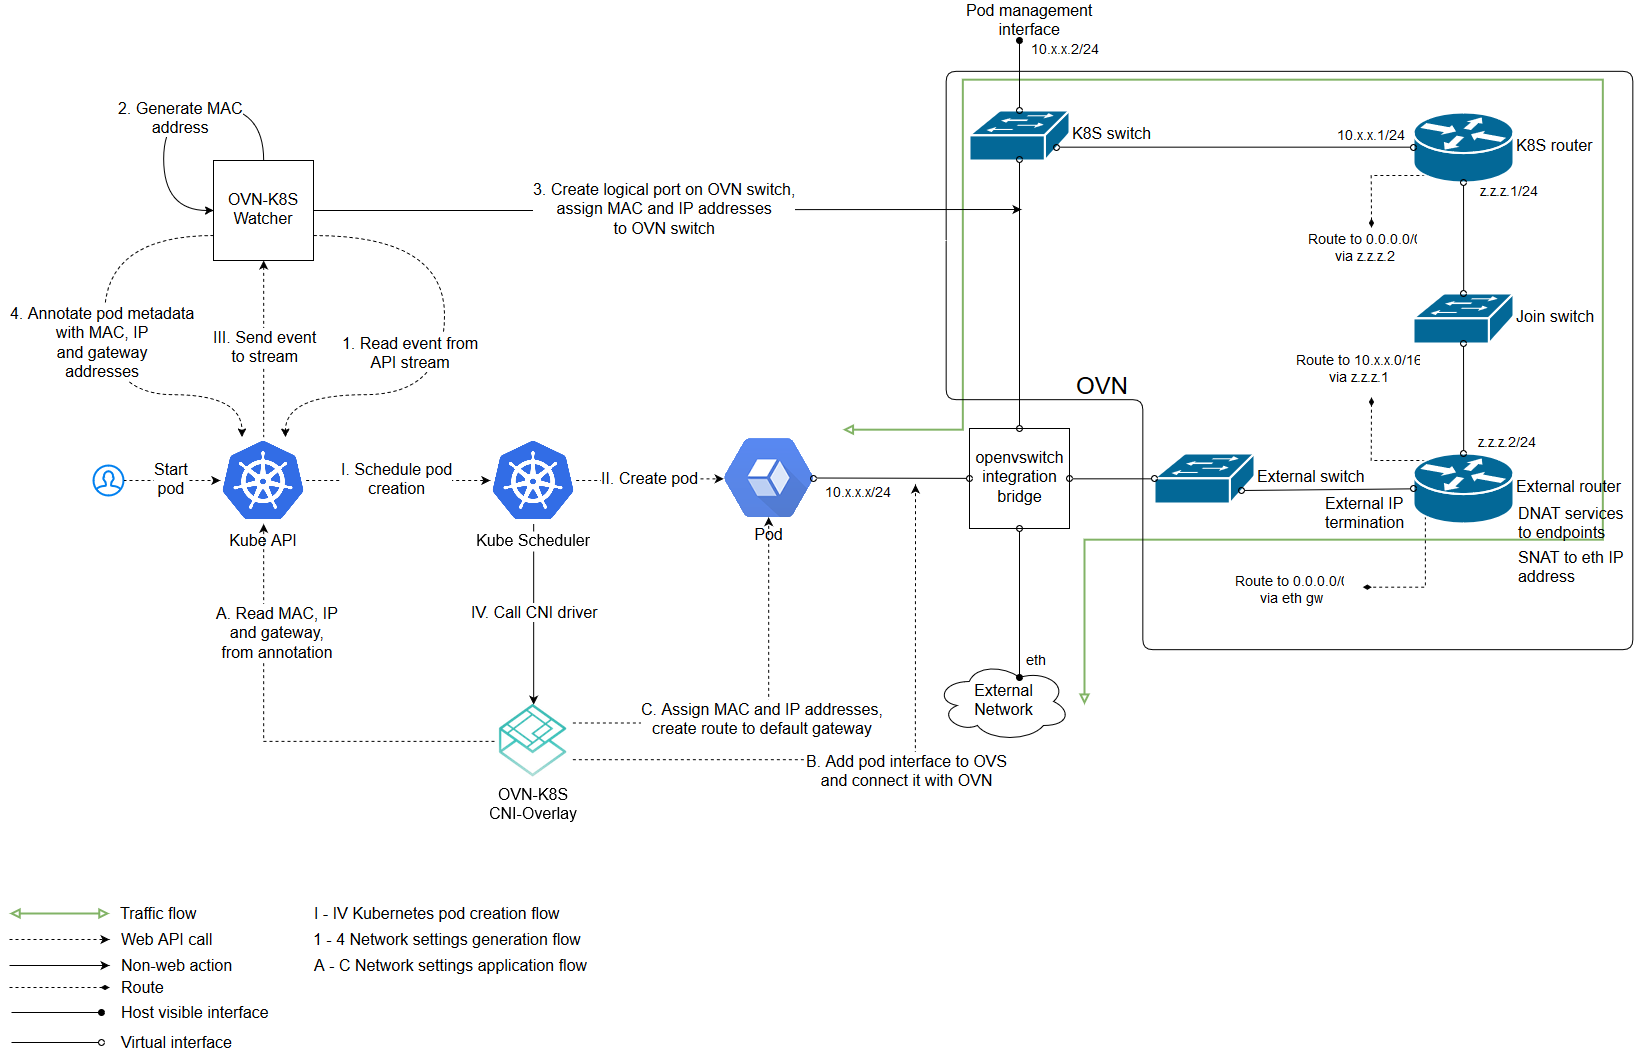 Pod management
interface
10.x.x.2/24
2. Generate MAC
address
K8S switch
10.x.x.1/24
K8S router
OVN-K8S
Watcher
3. Create logical port on OVN switch,
assign MAC and IP addresses
to OVN switch
z.z.z.1/24
Route to 0.0.0.0/0
via z.z.z.2
4. Annotate pod metadata
with MAC, IP
and gateway
addresses
III. Send event
to stream
1. Read event from
API stream
Join switch
Route to 10.x.x.0/16
via z.z.z.1
OVN
z.z.z.2/24
Start
pod
I. Schedule pod
creation
II. Create pod
10.x.x.x/24
openvswitch
integration
bridge
External switch
External IP
termination
External router
DNAT services
to endpoints
SNAT to eth IP
address
Kube API
Kube Scheduler
Pod
Route to 0.0.0.0/0
via eth gw
A. Read MAC, IP
and gateway,
from annotation
IV. Call CNI driver
eth
External
Network
C. Assign MAC and IP addresses,
create route to default gateway
B. Add pod interface to OVS
and connect it with OVN
OVN-K8S
CNI-Overlay
Traffic flow
Web API call
Non-web action
Route
Host visible interface
Virtual interface
I - IV Kubernetes pod creation flow
1 - 4 Network settings generation flow
A - C Network settings application flow